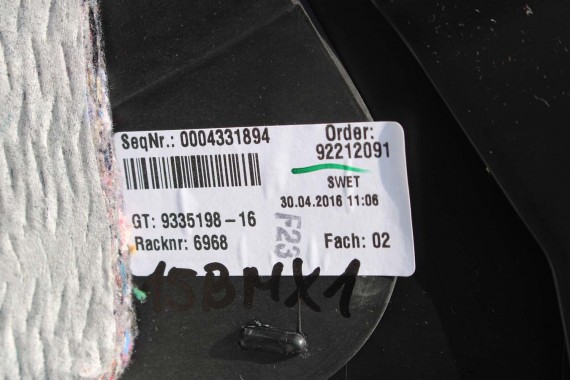 SeqNr.: 0004331894
Order:
92212091
SWET
30.04.2016 11:06
GT: 9335198-16
F23
Racknr: 6968
Fach: 02
15BMX1